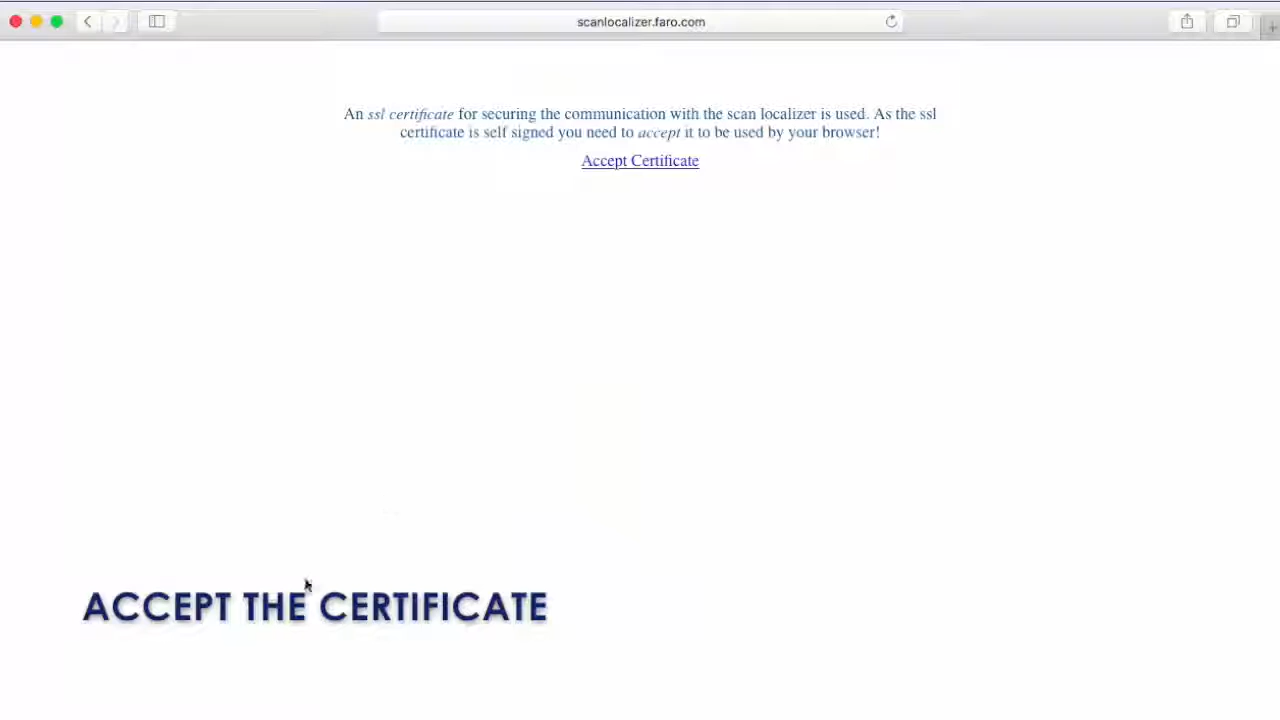 scanlocalizer.faro.com
An ssl certificate for securing the communication with the scan localizer is used. As the ssl
certificate is self signed you need to accept it to be used by your browser!
Accept Certificate
ACCEPT THE CERTIFICATE